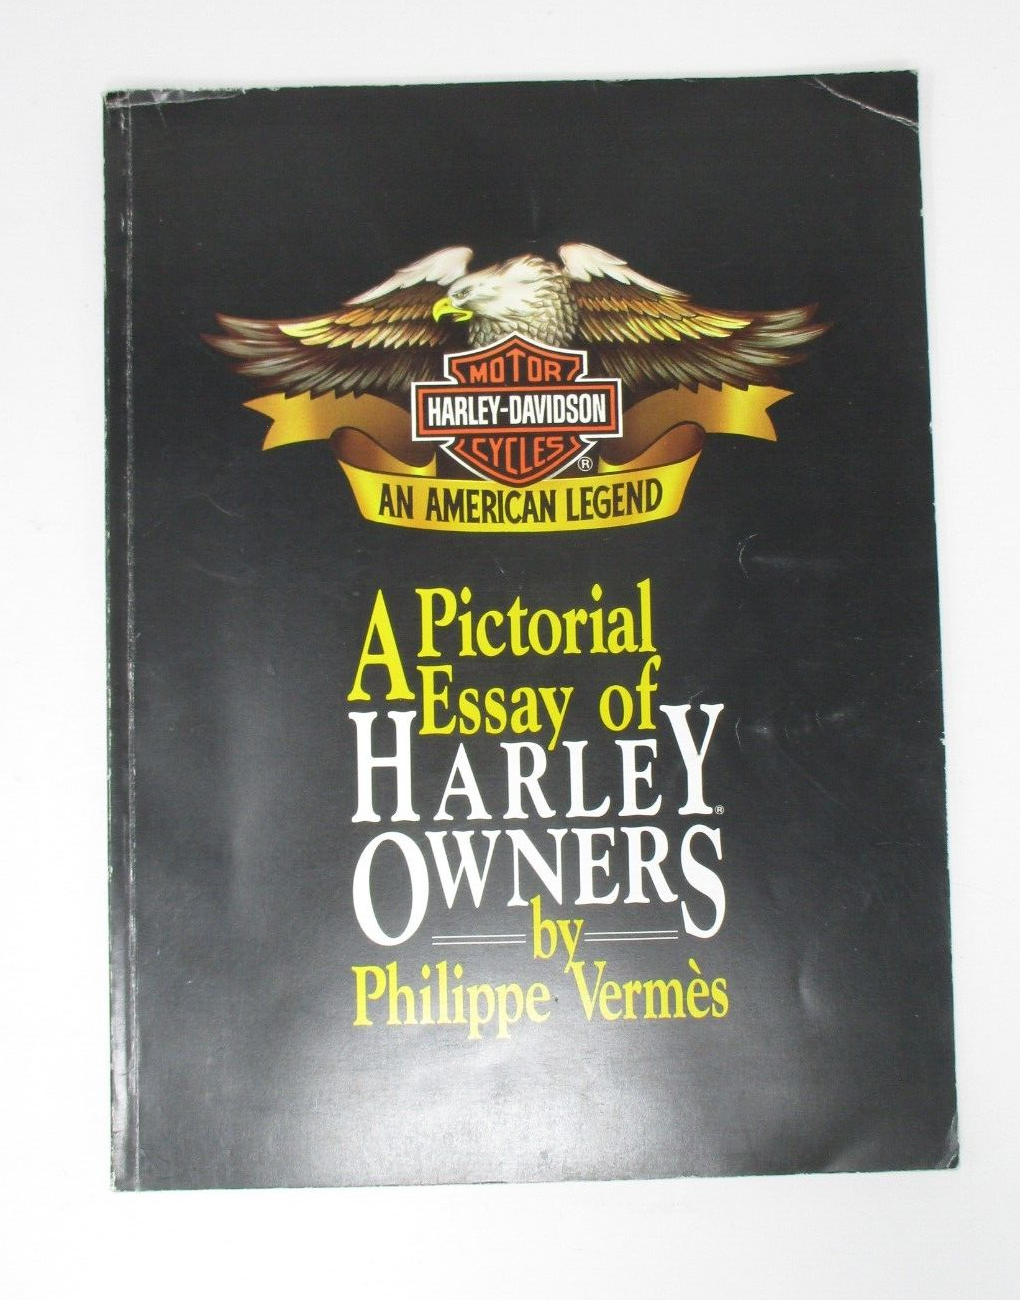 MOTOR
HARLEY-DAVIDSON
CYCLES ®
AN AMERICAN LEGEND
A Pictorial
Essay of
HARLEY®
OWNERS
by
Philippe Vermès